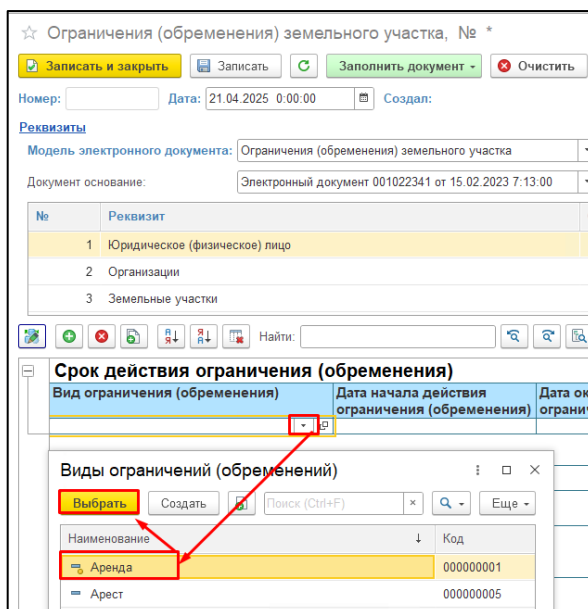 Ограничения (обременения) земельного участка, № *
Записать и закрыть Записать Заполнить документ Очистить
Номер: Дата: 21.04.2025 0:00:00 Создал:
Реквизиты
Модель электронного документа: Ограничения (обременения) земельного участка
Документ основание: Электронный документ 001022341 от 15.02.2023 7:13:00
№ Реквизит
1 Юридическое (физическое) лицо
2 Организации
3 Земельные участки
Найти:
Срок действия ограничения (обременения)
Вид ограничения (обременения) Дата начала действия Дата ок
ограничения (обременения) ограни
Виды ограничений (обременений)
Выбрать Создать Поиск (Ctrl+F) × Еще
Наименование ↓ Код
Аренда 000000001
Арест 000000005